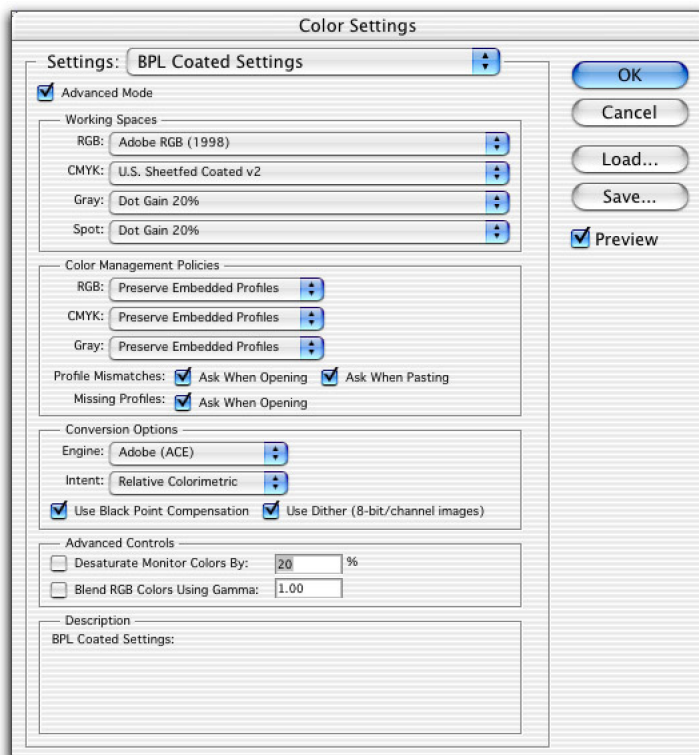 Color Settings
Settings: BPL Coated Settings
OK
Advanced Mode
Cancel
Working Spaces
RGB: Adobe RGB (1998)
Load...
CMYK: U.S. Sheetfed Coated v2
Save...
Gray: Dot Gain 20%
Spot: Dot Gain 20%
Preview
Color Management Policies
RGB: Preserve Embedded Profiles
CMYK: Preserve Embedded Profiles
Gray: Preserve Embedded Profiles
Profile Mismatches: Ask When Opening Ask When Pasting
Missing Profiles: Ask When Opening
Conversion Options
Engine: Adobe (ACE)
Intent: Relative Colorimetric
Use Black Point Compensation Use Dither (8-bit/channel images)
Advanced Controls
Desaturate Monitor Colors By: 20 %
Blend RGB Colors Using Gamma: 1.00
Description
BPL Coated Settings: